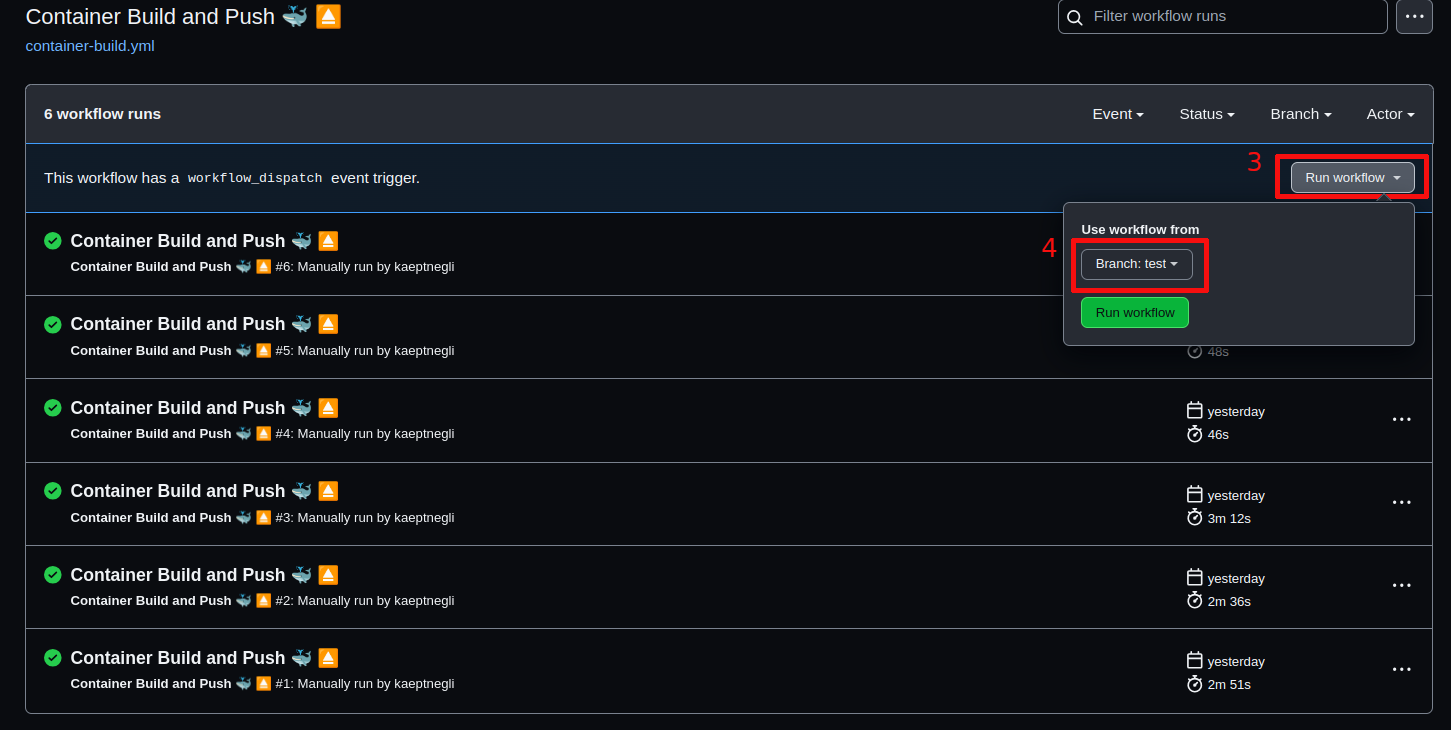 Container Build and Push 🐳 ⏏️
Filter workflow runs
container-build.yml
6 workflow runs
Event
Status
Branch
Actor
This workflow has a workflow_dispatch event trigger.
3
Run workflow
Use workflow from
4
Branch: test
Run workflow
Container Build and Push 🐳 ⏏️
Container Build and Push 🐳 ⏏️ #6: Manually run by kaeptnegli
Container Build and Push 🐳 ⏏️
Container Build and Push 🐳 ⏏️ #5: Manually run by kaeptnegli
48s
Container Build and Push 🐳 ⏏️
Container Build and Push 🐳 ⏏️ #4: Manually run by kaeptnegli
yesterday
46s
Container Build and Push 🐳 ⏏️
Container Build and Push 🐳 ⏏️ #3: Manually run by kaeptnegli
yesterday
3m 12s
Container Build and Push 🐳 ⏏️
Container Build and Push 🐳 ⏏️ #2: Manually run by kaeptnegli
yesterday
2m 36s
Container Build and Push 🐳 ⏏️
Container Build and Push 🐳 ⏏️ #1: Manually run by kaeptnegli
yesterday
2m 51s